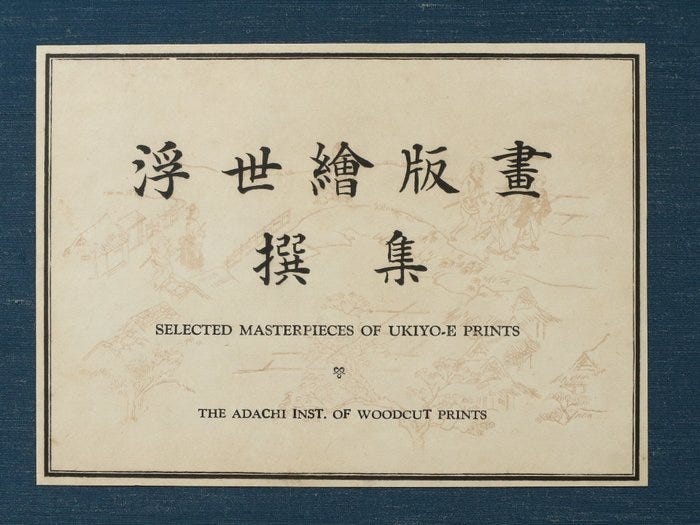 浮世繪版畫
撰集
SELECTED MASTERPIECES OF UKIYO-E PRINTS
THE ADACHI INST. OF WOODCUT PRINTS